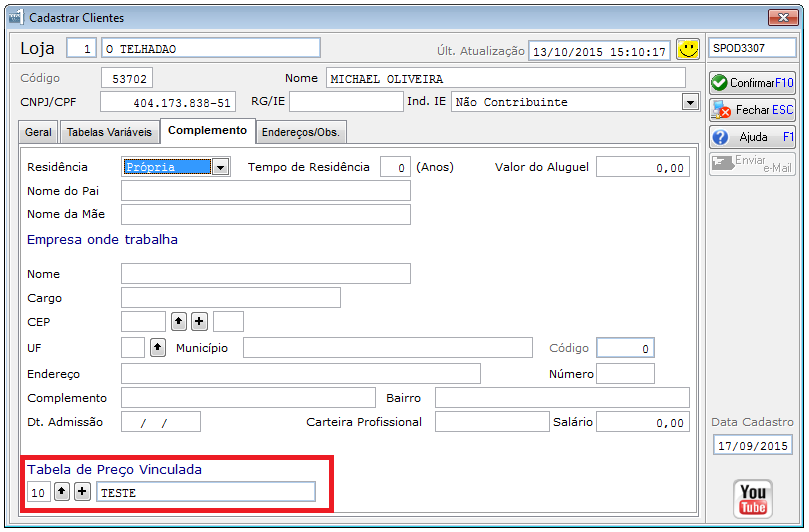 Cadastrar Clientes
Loja 1 O TELHADAO Últ. Atualização 13/10/2015 15:10:17 SPOD3307
Código 53702 Nome MICHAEL OLIVEIRA
CNPJ/CPF 404.173.838-51 RG/IE Ind. IE Não Contribuinte
Confirmar F10
Fechar ESC
Ajuda F1
Enviar e-Mail
Geral Tabelas Variáveis Complemento Endereços/Obs.
Residência Própria Tempo de Residência 0 (Anos) Valor do Aluguel 0,00
Nome do Pai
Nome da Mãe
Empresa onde trabalha
Nome
Cargo
CEP
UF Município Código 0
Endereço Número
Complemento Bairro
Dt. Admissão / / Carteira Profissional Salário 0,00
Data Cadastro
17/09/2015
Tabela de Preço Vinculada
10 TESTE
You
Tube